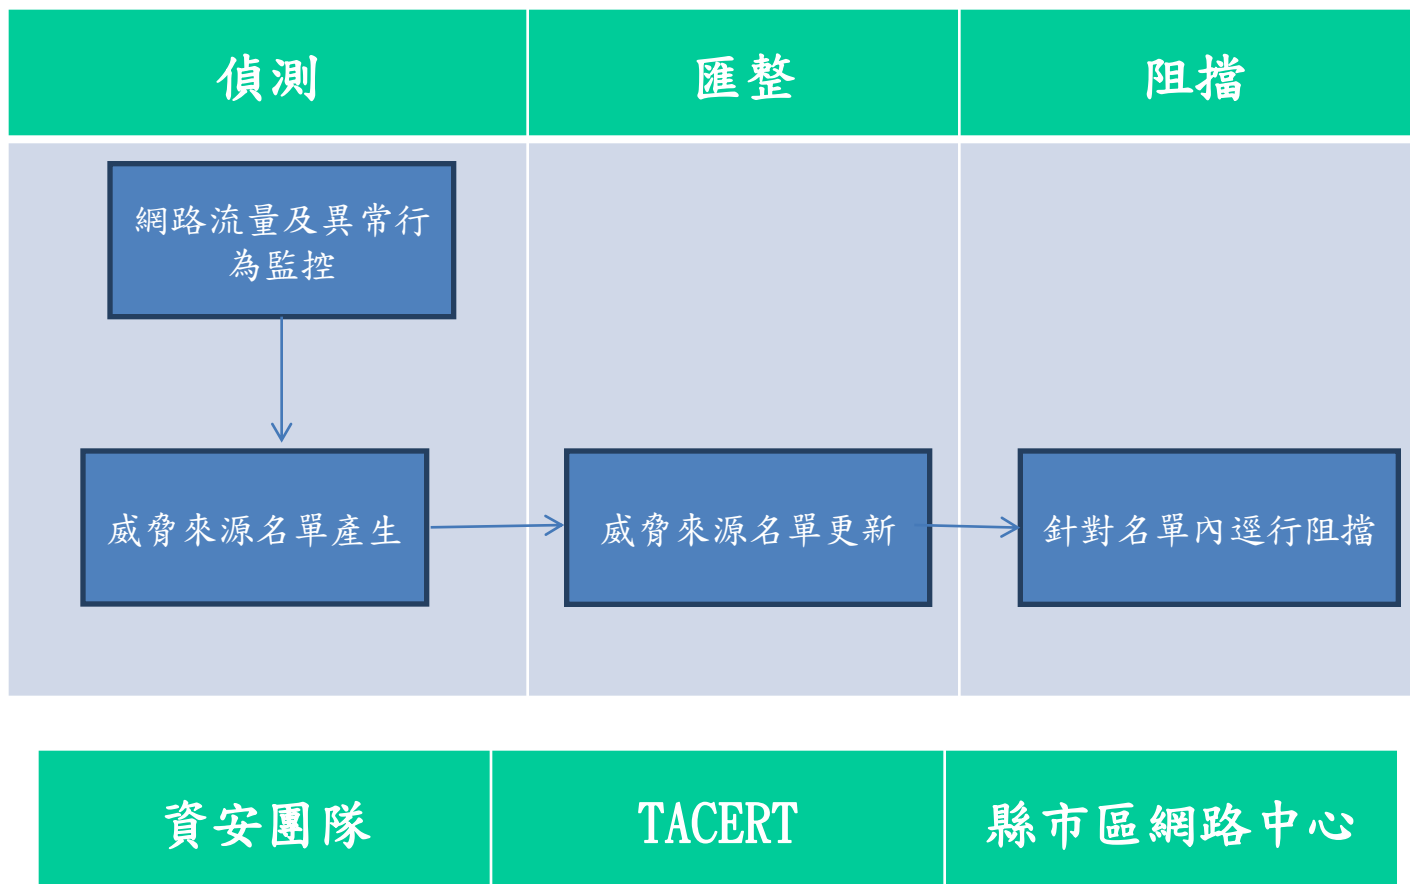 偵測
匯整
阻擋
網路流量及異常行
為監控
威脅來源名單產生
威脅來源名單更新
針對名單內逕行阻擋
資安團隊
TACERT
縣市區網路中心